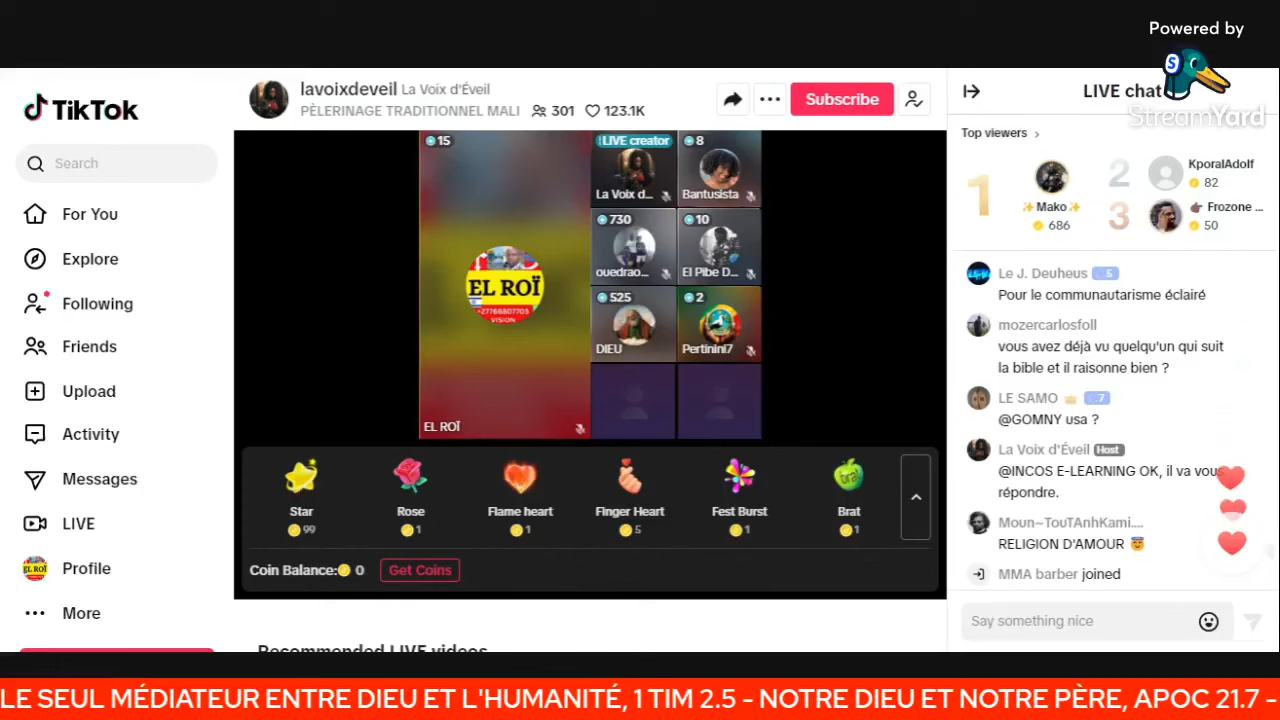 Powered by
StreamYard
TikTok
Search
For You
Explore
Following
Friends
Upload
Activity
Messages
LIVE
Profile
More
lavoixdeveil La Voix d'Éveil
PÈLERINAGE TRADITIONNEL MALI 301 123.1K
Subscribe
15
EL ROÏ
+27766807703
VISION
EL ROÏ
LIVE creator
La Voix d...
8
Bantusista
730
ouedrao...
10
El Pibe D...
525
DIEU
2
Pertinini7
Star
99
Rose
1
Flame heart
1
Finger Heart
5
Fest Burst
1
Brat
1
Coin Balance: 0
Get Coins
Recommended LIVE videos
LIVE chat
Top viewers >
1
✨Mako✨
686
2
KporalAdolf
82
3
Frozone ...
50
Le J. Deuheus 5
Pour le communautarisme éclairé
mozercarlosfoll
vous avez déjà vu quelqu'un qui suit
la bible et il raisonne bien ?
LE SAMO 7
@GOMNY usa ?
La Voix d'Éveil Host
@INCOS E-LEARNING OK, il va vous
répondre.
Moun~TouTAnhKami....
RELIGION D'AMOUR 😇
MMA barber joined
Say something nice
LE SEUL MÉDIATEUR ENTRE DIEU ET L'HUMANITÉ, 1 TIM 2.5 - NOTRE DIEU ET NOTRE PÈRE, APOC 21.7 -